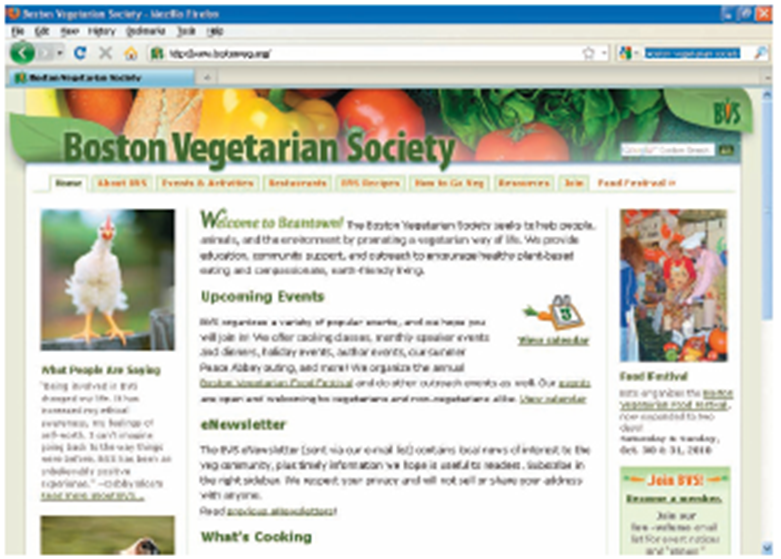 Boston Vegetarian Society - Mozilla Firefox
File Edit View History Bookmarks Tools Help
http://www.bostonveg.org/
boston vegetarian society
Boston Vegetarian Society
BVS
Boston Vegetarian Society
Home About BVS Events & Activities Restaurants BVS Recipes How to Go Veg Resources Join Food Festival »
Welcome to Beantown! The Boston Vegetarian Society seeks to help people,
animals, and the environment by promoting a vegetarian way of life. We provide
education, community support, and outreach to encourage healthy plant-based
eating and compassionate, earth-friendly living.
Upcoming Events
BVS organizes a variety of popular events, and we hope you
will join in! We offer cooking classes, monthly speaker events
and dinners, holiday events, author events, our summer
Peace Abbey outing, and more! We organize the annual
Boston Vegetarian Food Festival and do other outreach events as well. Our events
are open and welcoming to vegetarians and non-vegetarians alike. View calendar
View calendar
eNewsletter
The BVS eNewsletter (sent via our e-mail list) contains local news of interest to the
veg community, plus timely information we hope is useful to readers. Subscribe in
the right sidebar. We respect your privacy and will not sell or share your address
with anyone.
Read previous eNewsletters!
What's Cooking
What People Are Saying
"Being involved in BVS
changed my life. It has
increased my ethical
awareness, my feelings of
self-worth. I can't imagine
going back to the way things
were before. BVS has been an
unbelievably positive
experience."
Read more about BVS...
Food Festival
BVS organizes the Boston
Vegetarian Food Festival,
now expanded to two
days!
Saturday & Sunday,
Oct. 30 & 31, 2010
Join BVS!
Become a member.
Join our
low-volume email
list for event notices
and